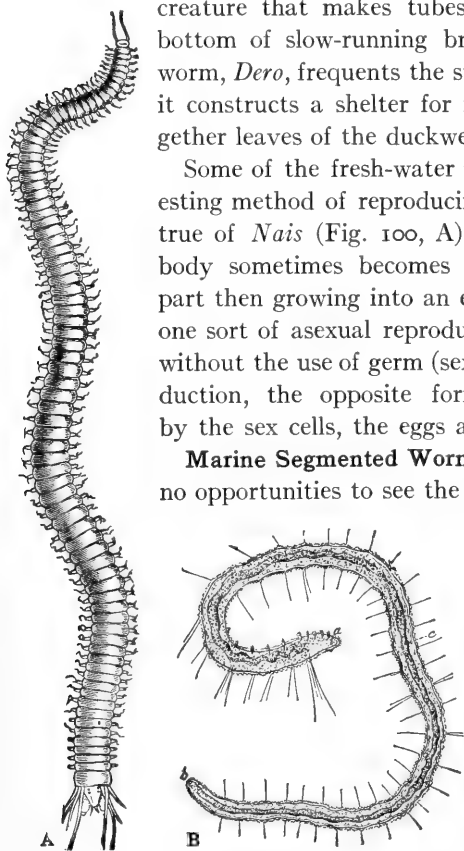 creature that makes tubes
bottom of slow-running br
worm, Dero, frequents the s
it constructs a shelter for
gether leaves of the duckwe
Some of the fresh-water
esting method of reproduci
true of Nais (Fig. 100, A)
body sometimes becomes
part then growing into an e
one sort of asexual reprodu
without the use of germ (sex
duction, the opposite for
by the sex cells, the eggs a
Marine Segmented Worn
no opportunities to see the
a
c
b
A
B